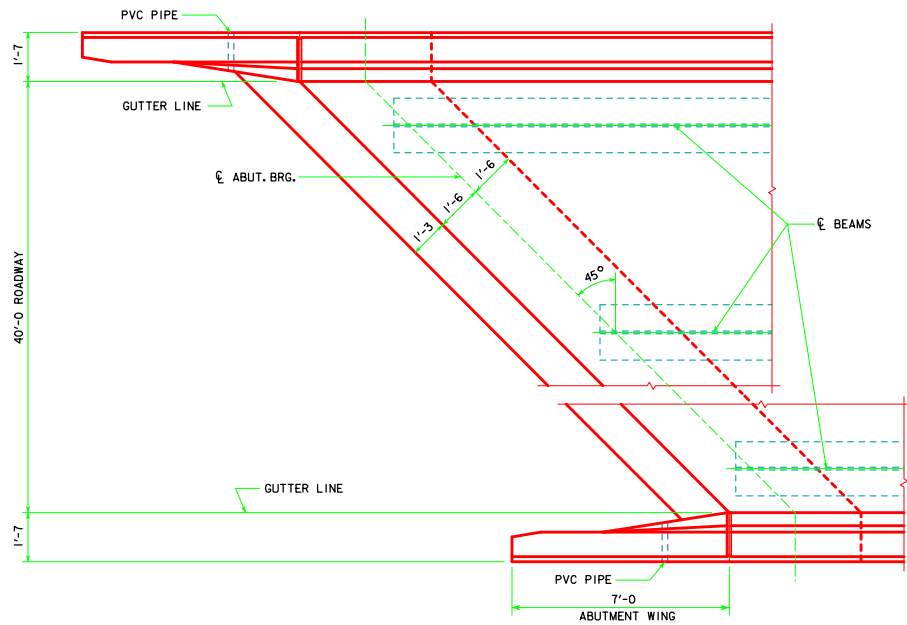 PVC PIPE
1'-7
GUTTER LINE
℄ ABUT. BRG.
1'-6
1'-6
1'-3
℄ BEAMS
45°
40'-0 ROADWAY
GUTTER LINE
1'-7
PVC PIPE
7'-0
ABUTMENT WING